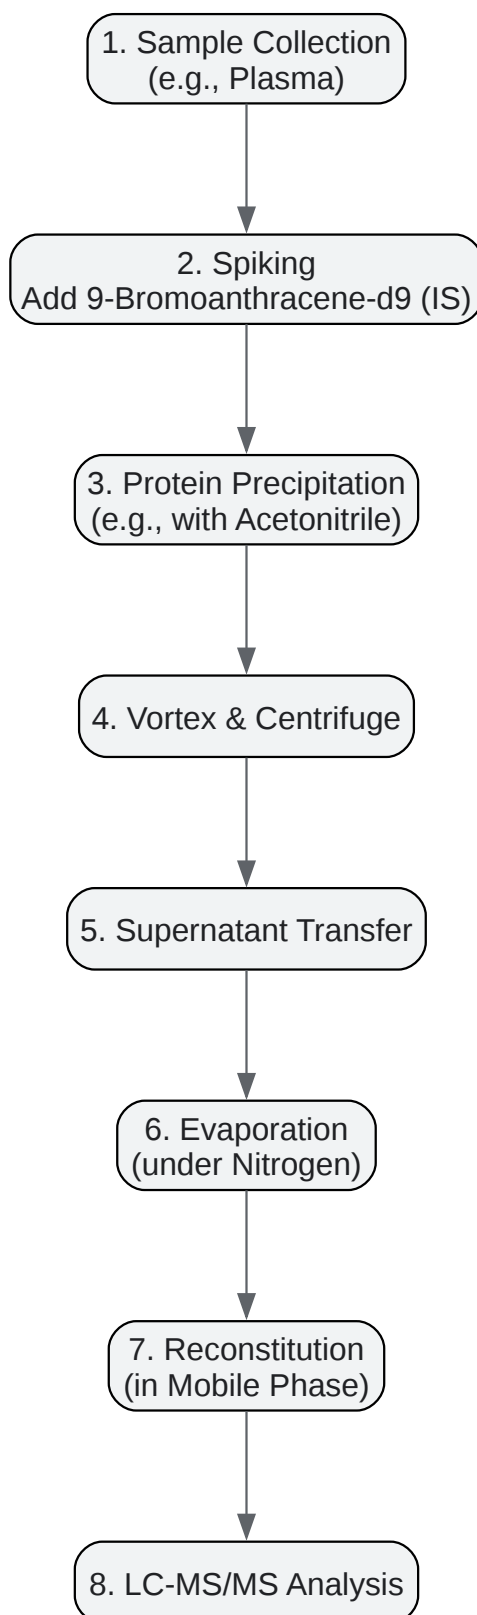 1. Sample Collection
(e.g., Plasma)
2. Spiking
Add 9-Bromoanthracene-d9 (IS)
3. Protein Precipitation
(e.g., with Acetonitrile)
4. Vortex & Centrifuge
5. Supernatant Transfer
6. Evaporation
(under Nitrogen)
7. Reconstitution
(in Mobile Phase)
8. LC-MS/MS Analysis